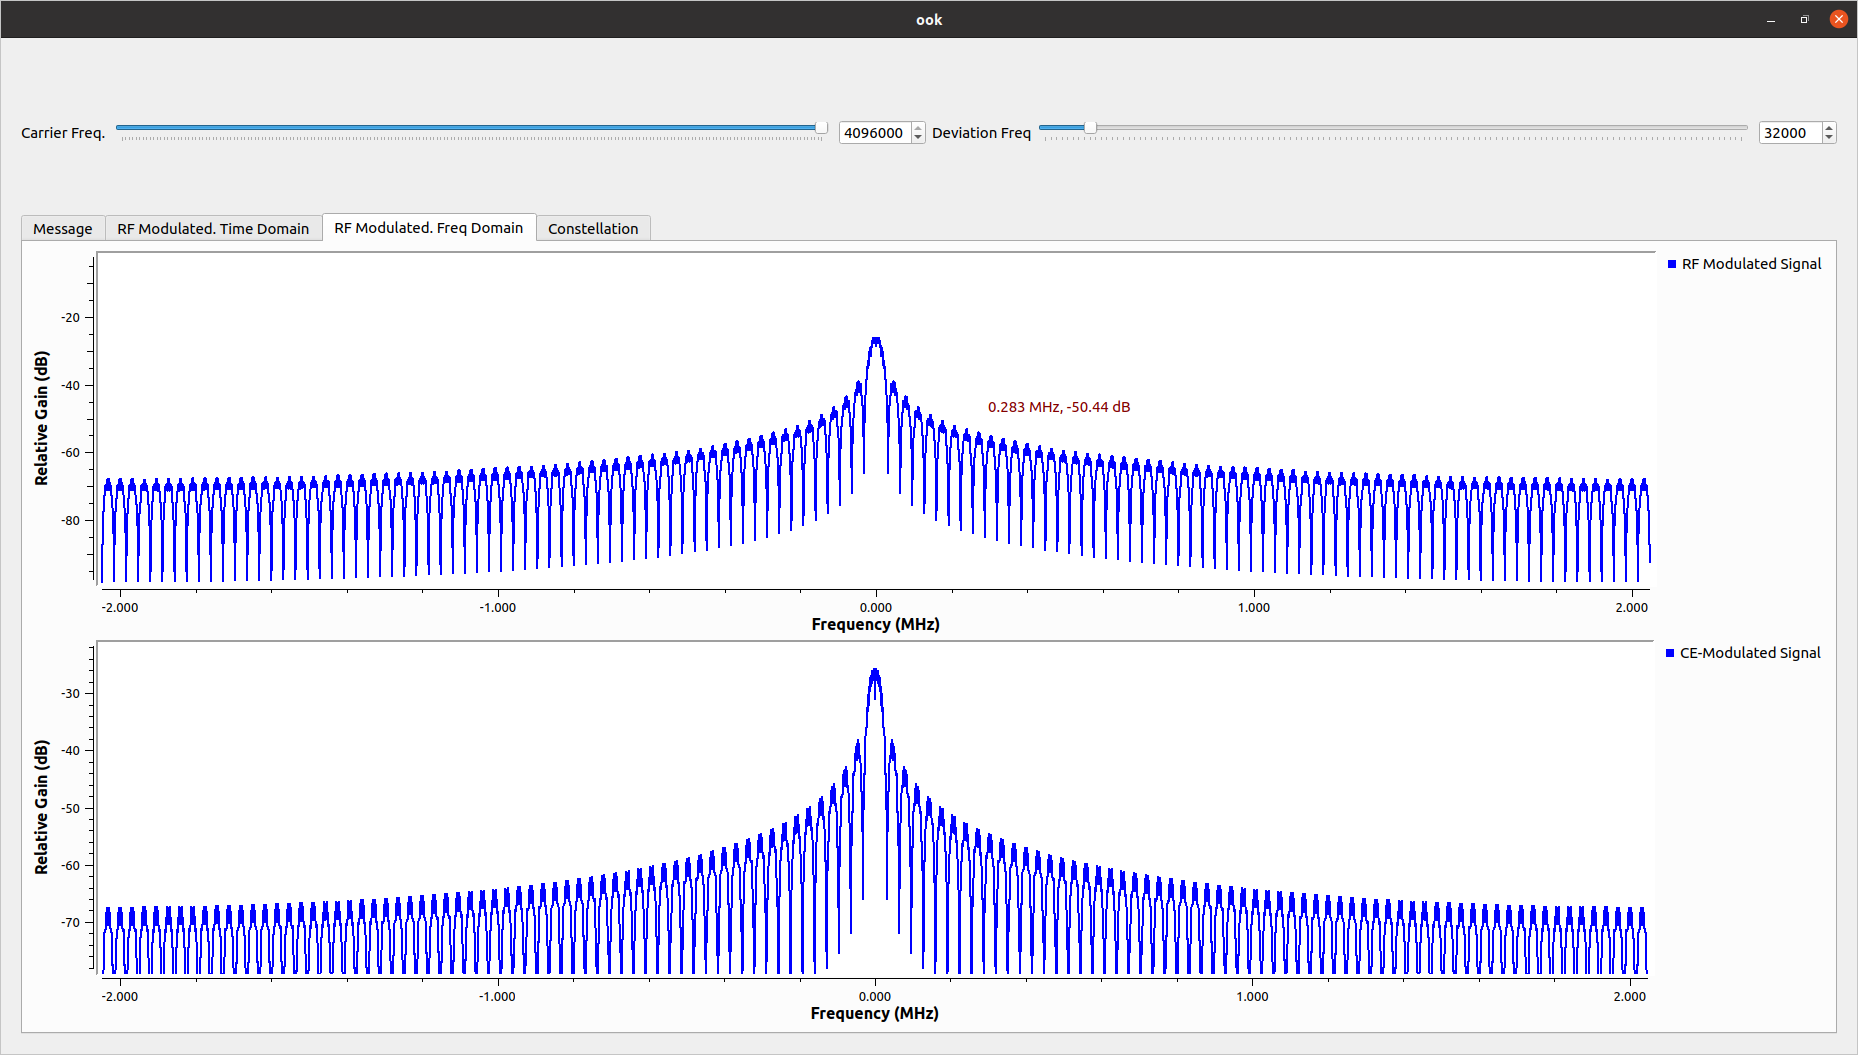 ook
Carrier Freq. 4096000 Deviation Freq 32000
Message RF Modulated. Time Domain RF Modulated. Freq Domain Constellation
RF Modulated Signal
Relative Gain (dB)
-20
-40
-60
-80
0.283 MHz, -50.44 dB
-2.000 -1.000 0.000 1.000 2.000
Frequency (MHz)
CE-Modulated Signal
Relative Gain (dB)
-30
-40
-50
-60
-70
-2.000 -1.000 0.000 1.000 2.000
Frequency (MHz)